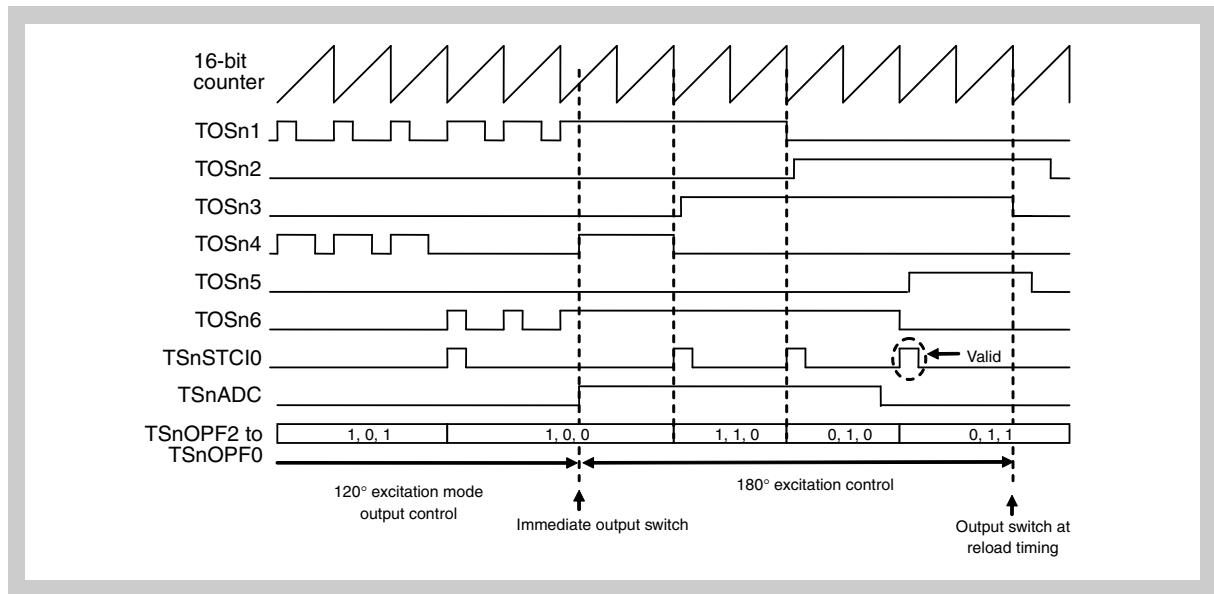 16-bit
counter
TOSn1
TOSn2
TOSn3
TOSn4
TOSn5
TOSn6
TSnSTCI0
Valid
TSnADC
TSnOPF2 to
TSnOPF0
1, 0, 1
1, 0, 0
1, 1, 0
0, 1, 0
0, 1, 1
120° excitation mode
output control
180° excitation control
Immediate output switch
Output switch at
reload timing